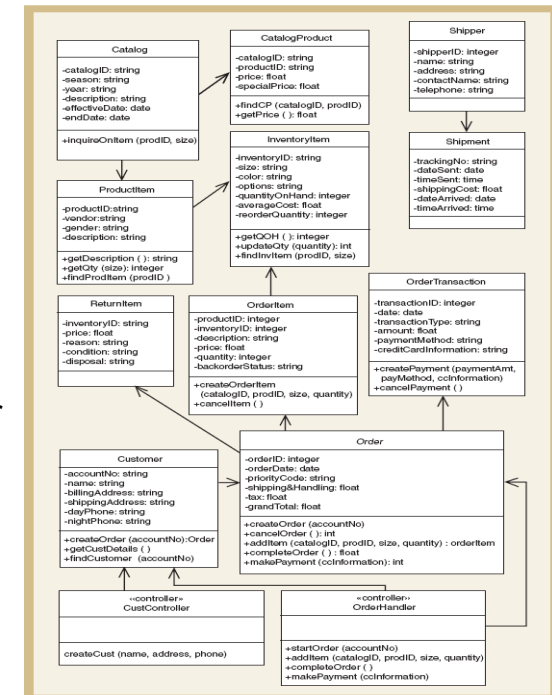 Catalog
-catalogID: string
-season: string
-year: string
-description: string
-effectiveDate: date
-endDate: date
+inquireOnItem (prodID, size)
CatalogProduct
-catalogID: string
-productID: string
-price: float
-specialPrice: float
+findCP (catalogID, prodID)
+getPrice ( ): float
Shipper
-shipperID: integer
-name: string
-address: string
-contactName: string
-telephone: string
InventoryItem
-inventoryID: string
-size: string
-color: string
-options: string
-quantityOnHand: integer
-averageCost: float
-reorderQuantity: integer
+getQOH ( ): integer
+updateQty (quantity): int
+findInvItem (prodID, size)
Shipment
-trackingNo: string
-dateSent: date
-timeSent: time
-shippingCost: float
-dateArrived: date
-timeArrived: time
ProductItem
-productID:string
-vendor:string
-gender: string
-description: string
+getDescription ( ): string
+getQty (size): integer
+findProdItem (prodID )
ReturnItem
-inventoryID: string
-price: float
-reason: string
-condition: string
-disposal: string
OrderItem
-productID: integer
-inventoryID: integer
-description: string
-price: float
-quantity: integer
-backorderStatus: string
+createOrderItem
(catalogID, prodID, size, quantity)
+cancelItem ( )
OrderTransaction
-transactionID: integer
-date: date
-transactionType: string
-amount: float
-paymentMethod: string
-creditCardInformation: string
+createPayment (paymentAmt,
payMethod, ccInformation)
+cancelPayment ( )
Customer
-accountNo: string
-name: string
-billingAddress: string
-shippingAddress: string
-dayPhone: string
-nightPhone: string
+createOrder (accountNo):Order
+getCustDetails ( )
+findCustomer (accountNo)
Order
-orderID: integer
-orderDate: date
-priorityCode: string
-shipping&Handling: float
-tax: float
-grandTotal: float
+createOrder (accountNo)
+cancelOrder ( ): int
+addItem (catalogID, prodID, size, quantity) : orderItem
+completeOrder ( ) : float
+makePayment (ccInformation): int
‹‹controller››
CustController
createCust (name, address, phone)
«controller»
OrderHandler
+startOrder (accountNo)
+addItem (catalogID, prodID, size, quantity)
+completeOrder ( )
+makePayment (ccInformation)